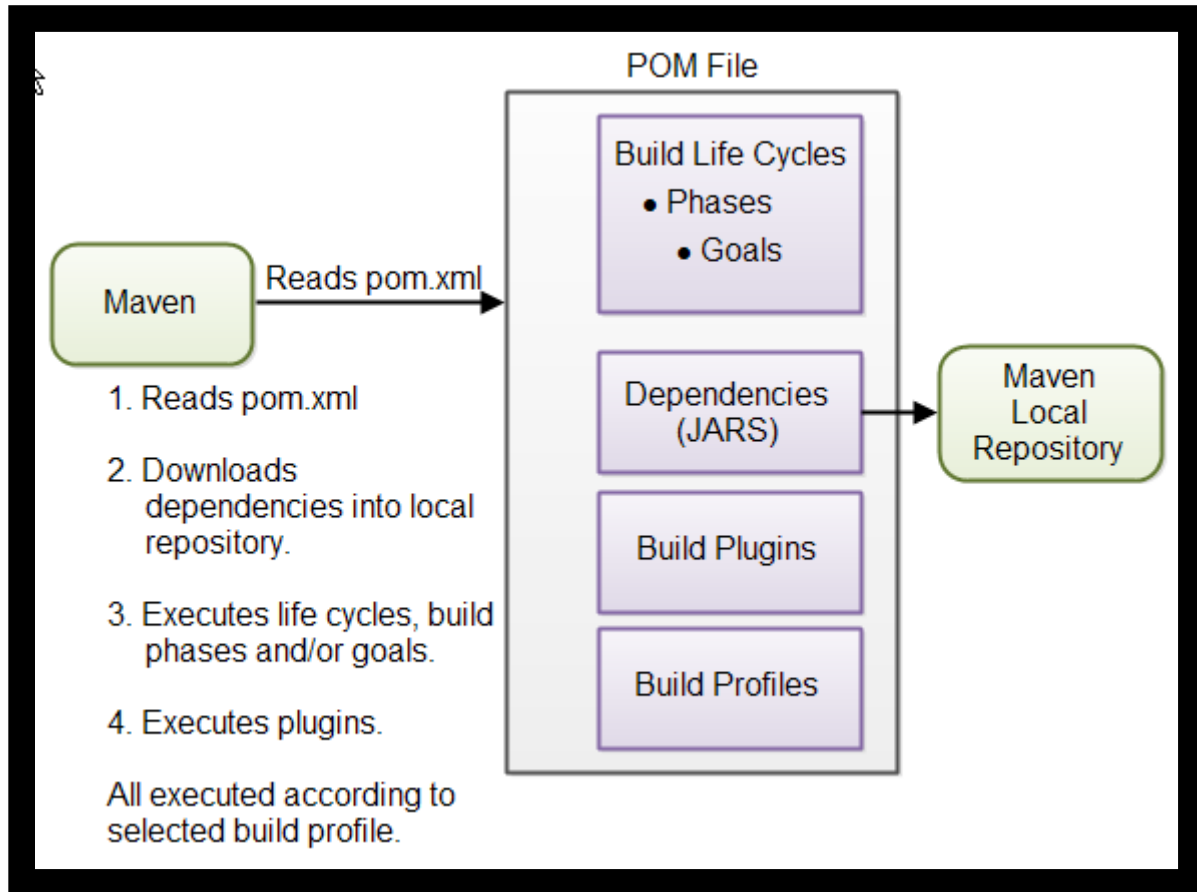 POM File
Build Life Cycles
● Phases
● Goals
Maven
Reads pom.xml
1. Reads pom.xml
2. Downloads
dependencies into local
repository.
3. Executes life cycles, build
phases and/or goals.
4. Executes plugins.
All executed according to
selected build profile.
Dependencies
(JARS)
Build Plugins
Build Profiles
Maven
Local
Repository